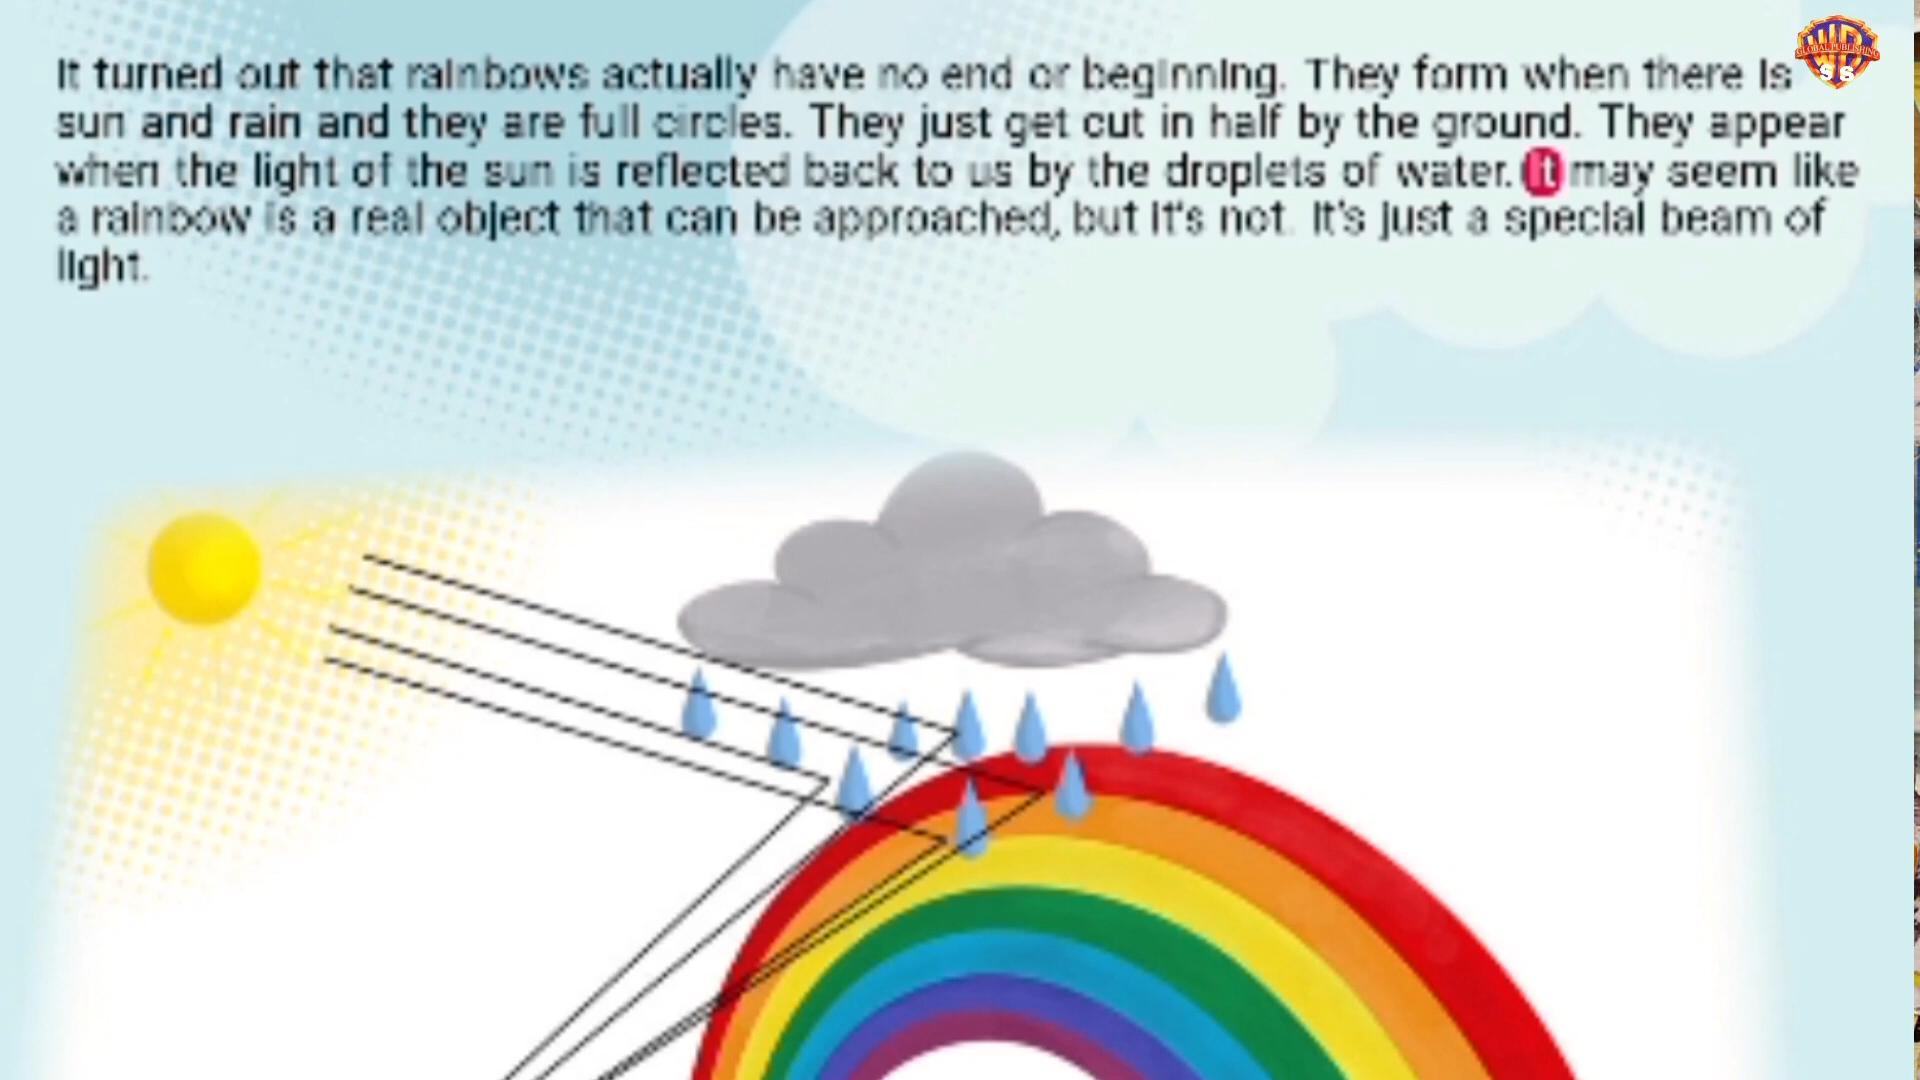 It turned out that rainbows actually have no end or beginning. They form when there is
sun and rain and they are full circles. They just get cut in half by the ground. They appear
when the light of the sun is reflected back to us by the droplets of water. It may seem like
a rainbow is a real object that can be approached, but it's not. It's just a special beam of
light.
GLOBAL PUBLISHING
SS